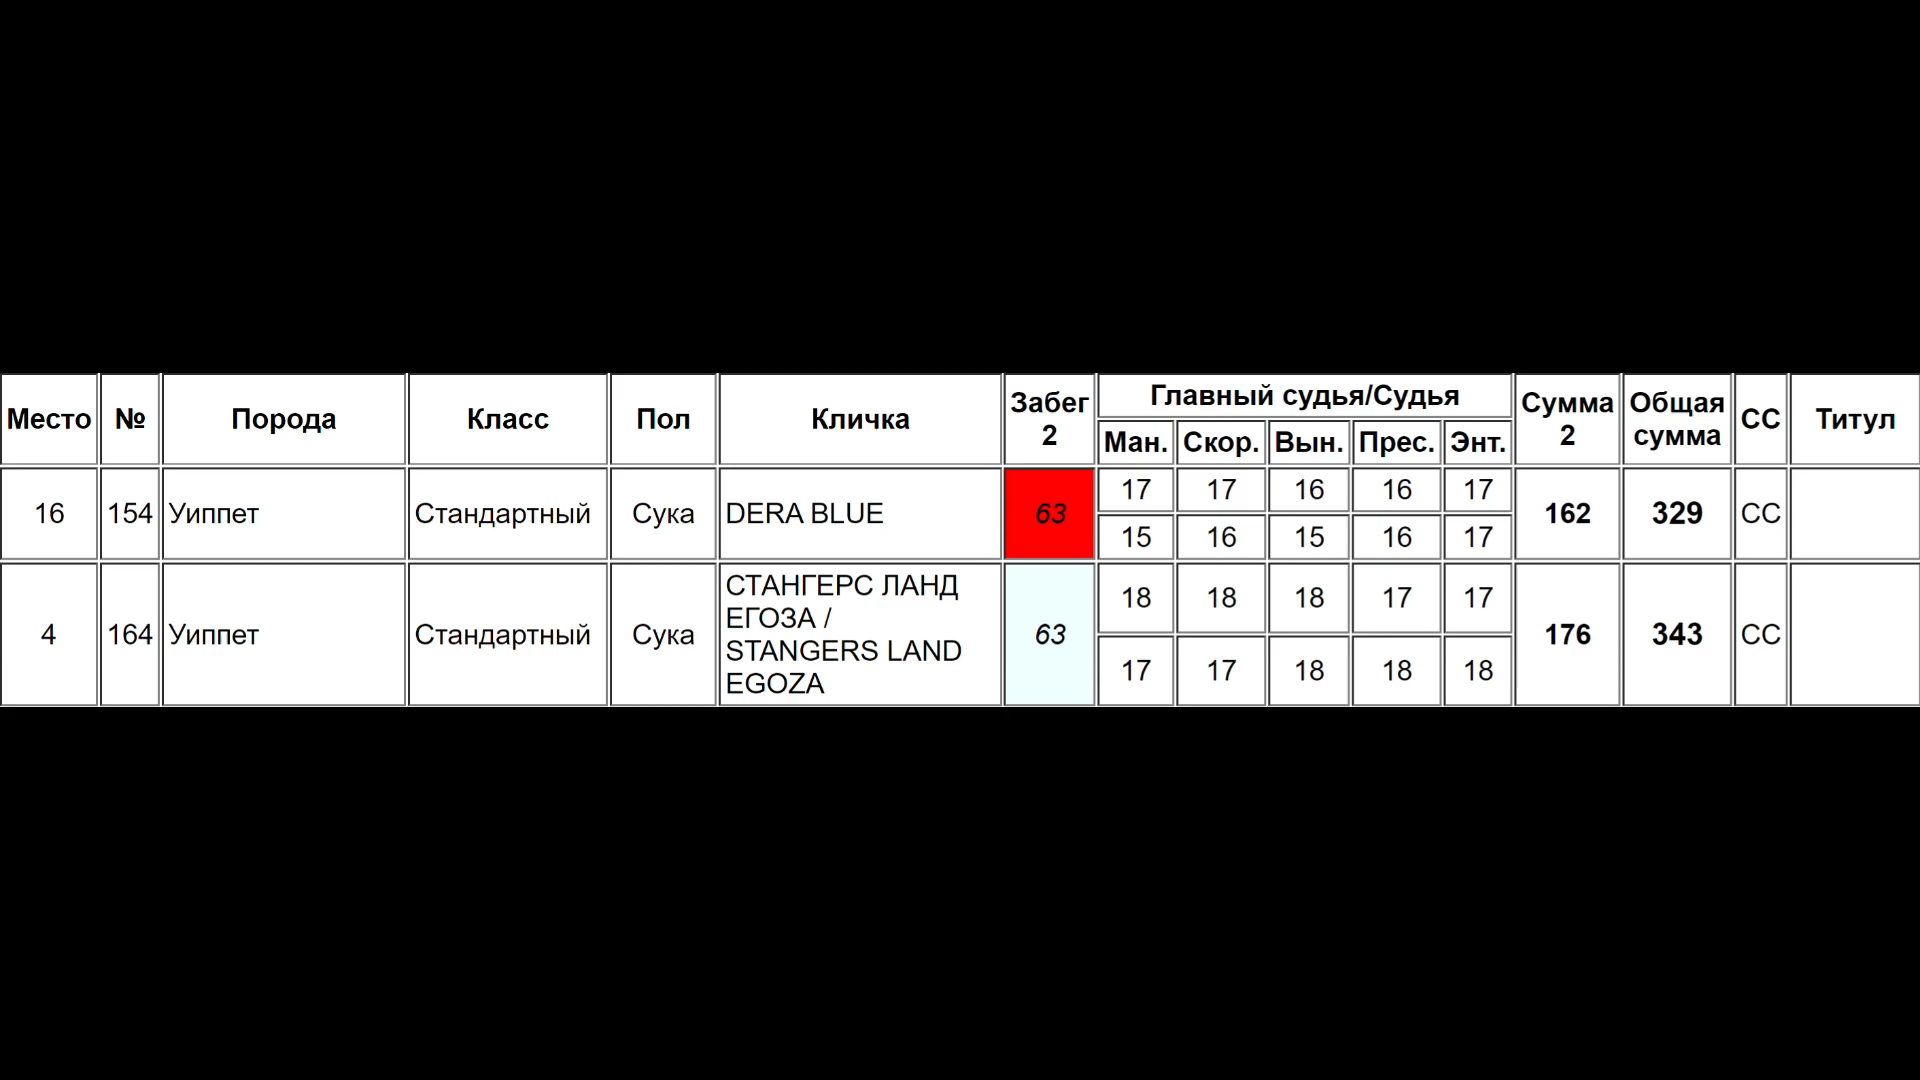 Место № Порода Класс Пол Кличка Забег 2 Главный судья/Судья Сумма 2 Общая сумма СС Титул
Ман. Скор. Вын. Прес. Энт.
16 154 Уиппет Стандартный Сука DERA BLUE 63 17 17 16 16 17 162 329 СС
15 16 15 16 17
4 164 Уиппет Стандартный Сука СТАНГЕРС ЛАНД ЕГОЗА / STANGERS LAND EGOZA 63 18 18 18 17 17 176 343 СС
17 17 18 18 18